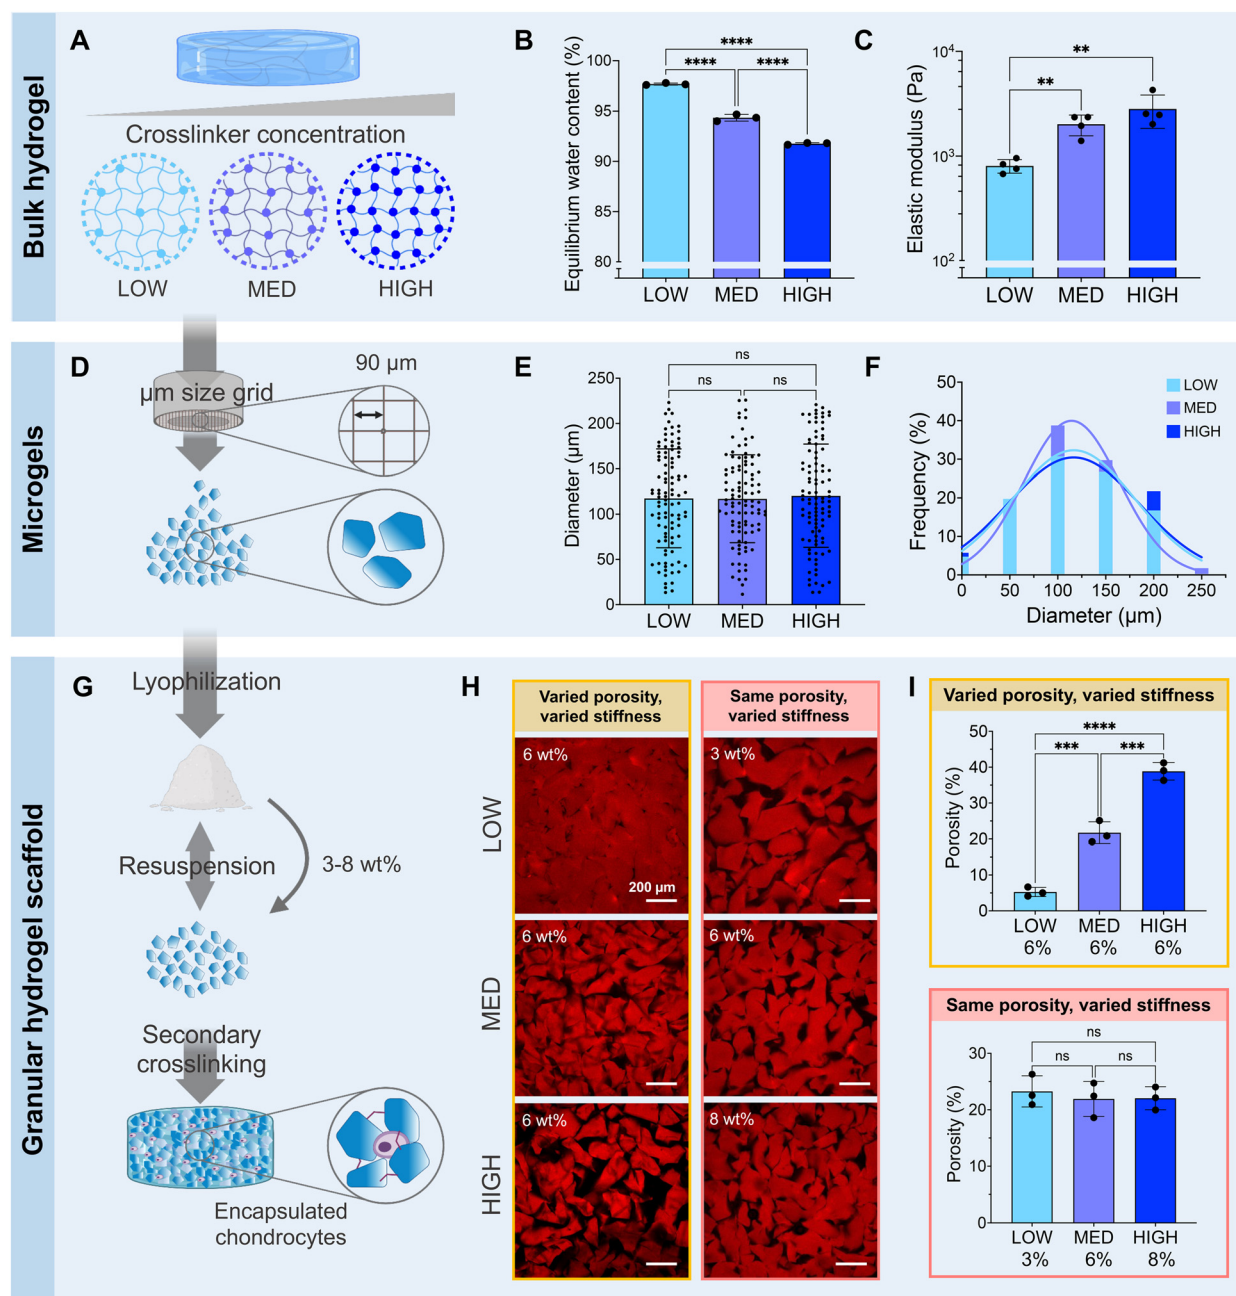 Bulk hydrogel
A
Crosslinker concentration
LOW
MED
HIGH
B
Equilibrium water content (%)
100
95
90
85
80
****
****
****
LOW
MED
HIGH
C
Elastic modulus (Pa)
10⁴
10³
10²
**
**
LOW
MED
HIGH
Microgels
D
90 µm
µm size grid
E
Diameter (µm)
250
200
150
100
50
0
ns
ns
ns
LOW
MED
HIGH
F
Frequency (%)
50
40
30
20
10
0
LOW
MED
HIGH
0
50
100
150
200
250
Diameter (µm)
Granular hydrogel scaffold
G
Lyophilization
Resuspension
3-8 wt%
Secondary
crosslinking
Encapsulated
chondrocytes
H
Varied porosity,
varied stiffness
Same porosity,
varied stiffness
LOW
6 wt%
200 µm
3 wt%
MED
6 wt%
6 wt%
HIGH
6 wt%
8 wt%
I
Varied porosity, varied stiffness
Porosity (%)
50
40
30
20
10
0
****
***
***
LOW
6%
MED
6%
HIGH
6%
Same porosity, varied stiffness
Porosity (%)
30
20
10
0
ns
ns
ns
LOW
3%
MED
6%
HIGH
8%